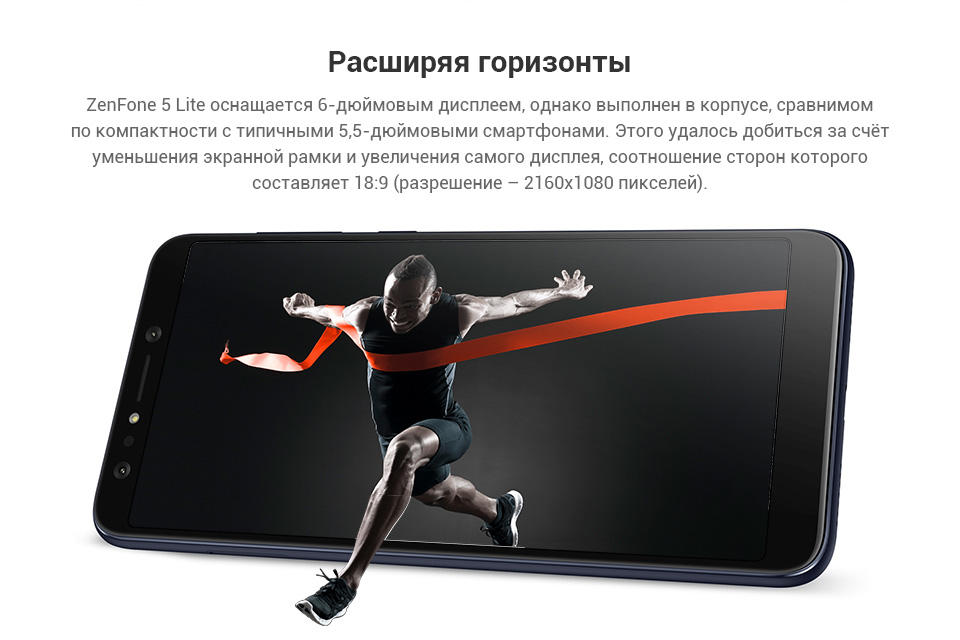 Расширяя горизонты
ZenFone 5 Lite оснащается 6-дюймовым дисплеем, однако выполнен в корпусе, сравнимом
по компактности с типичными 5,5-дюймовыми смартфонами. Этого удалось добиться за счёт
уменьшения экранной рамки и увеличения самого дисплея, соотношение сторон которого
составляет 18:9 (разрешение – 2160x1080 пикселей).